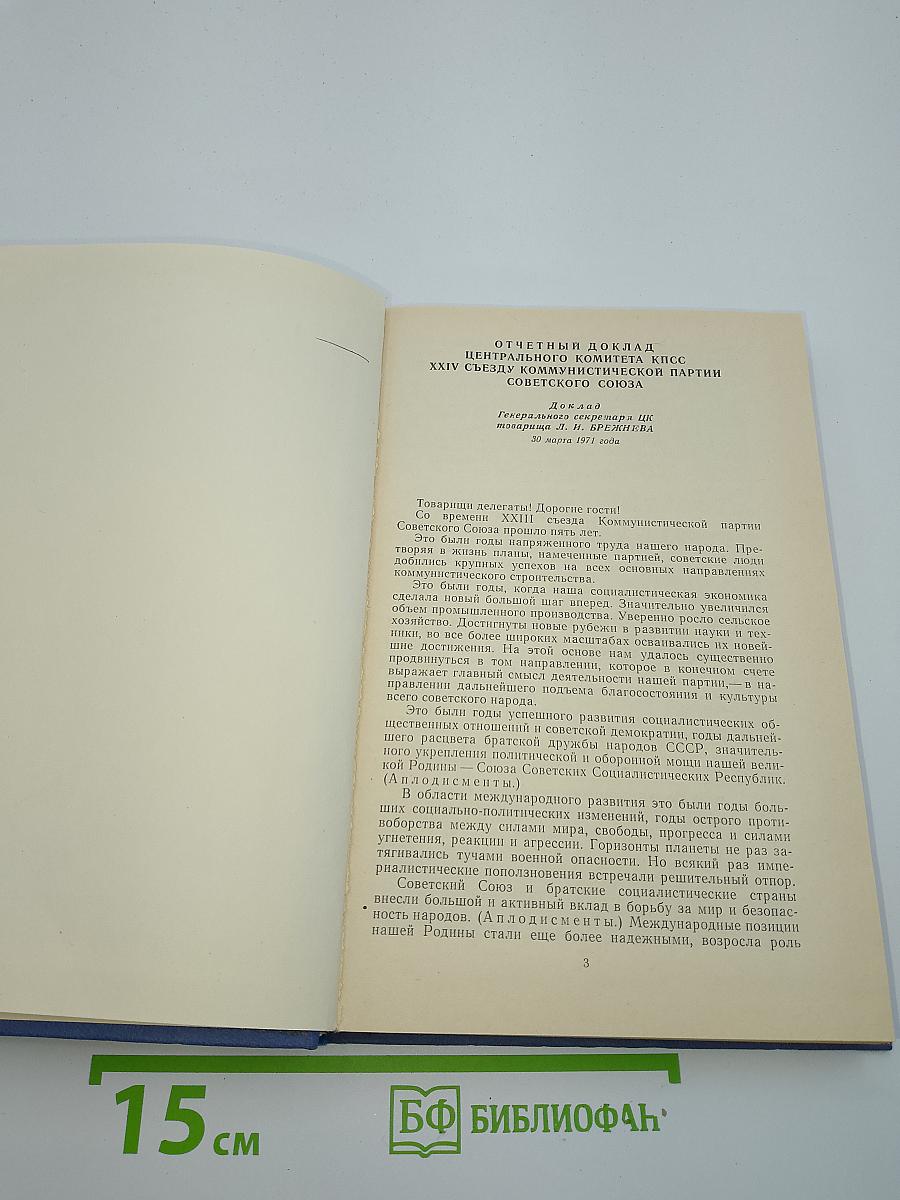 ОТЧЕТНЫЙ ДОКЛАД
ЦЕНТРАЛЬНОГО КОМИТЕТА КПСС
XXIV СЪЕЗДУ КОММУНИСТИЧЕСКОЙ ПАРТИИ
СОВЕТСКОГО СОЮЗА
Доклад
Генерального секретаря ЦК
товарища Л. И. БРЕЖНЕВА
30 марта 1971 года
Товарищи делегаты! Дорогие гости!
Со времени XXIII съезда Коммунистической партии
Советского Союза прошло пять лет.
Это были годы напряженного труда нашего народа. Пре-
творяя в жизнь планы, намеченные партией, советские люди
добились крупных успехов на всех основных направлениях
коммунистического строительства.
Это были годы, когда наша социалистическая экономика
сделала новый большой шаг вперед. Значительно увеличился
объем промышленного производства. Уверенно росло сельское
хозяйство. Достигнуты новые рубежи в развитии науки и тех-
ники, во все более широких масштабах осваивались их новей-
шие достижения. На этой основе нам удалось существенно
продвинуться в том направлении, которое в конечном счете
выражает главный смысл деятельности нашей партии,— в на-
правлении дальнейшего подъема благосостояния и культуры
всего советского народа.
Это были годы успешного развития социалистических об-
щественных отношений и советской демократии, годы дальней-
шего расцвета братской дружбы народов СССР, значитель-
ного укрепления политической и оборонной мощи нашей вели-
кой Родины — Союза Советских Социалистических Республик.
(Аплодисменты.)
В области международного развития это были годы боль-
ших социально-политических изменений, годы острого проти-
воборства между силами мира, свободы, прогресса и силами
угнетения, реакции и агрессии. Горизонты планеты не раз за-
тягивались тучами военной опасности. Но всякий раз импе-
риалистические поползновения встречали решительный отпор.
Советский Союз и братские социалистические страны
внесли большой и активный вклад в борьбу за мир и безопас-
ность народов. (Аплодисменты.) Международные позиции
нашей Родины стали еще более надежными, возросла роль
3
15 см
БФ БИБЛИОФАН